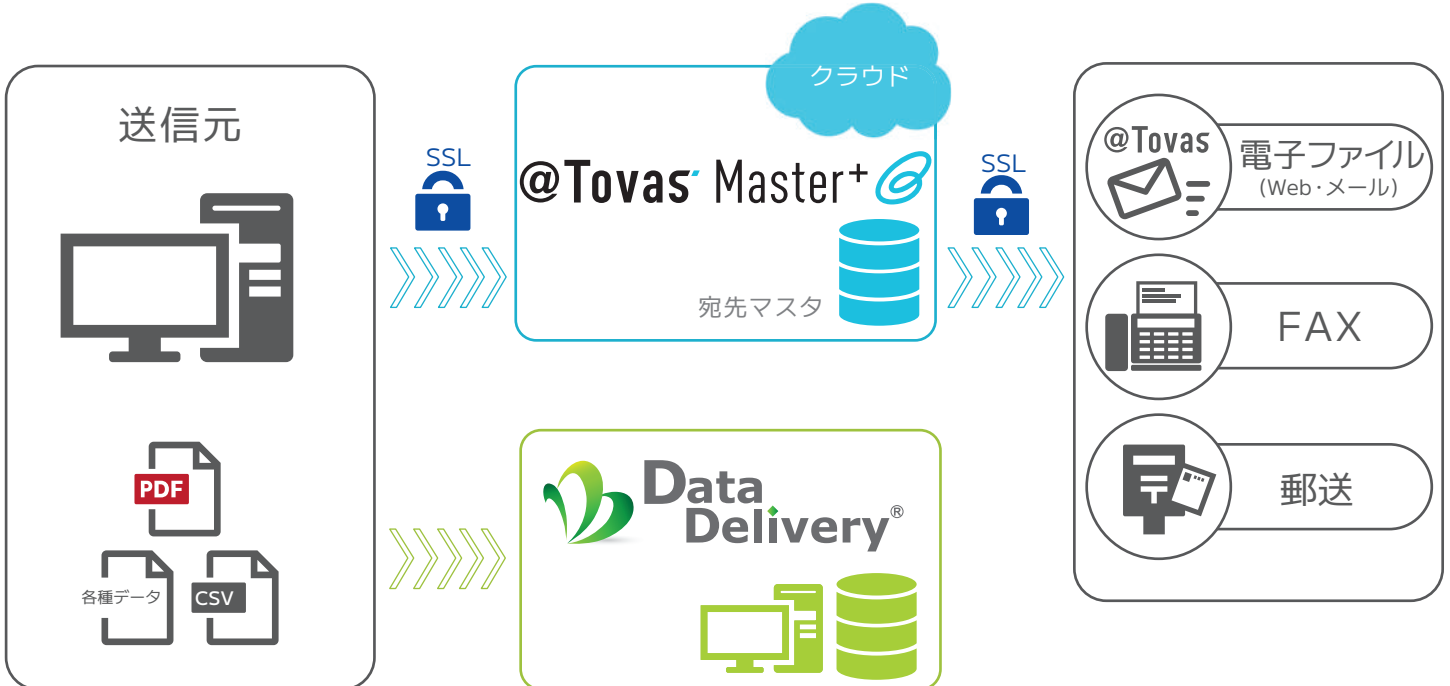 送信元
PDF
各種データ
CSV
SSL
クラウド
@Tovas Master+
宛先マスタ
Data
Delivery®
SSL
@Tovas
電子ファイル
(Web・メール)
FAX
郵送